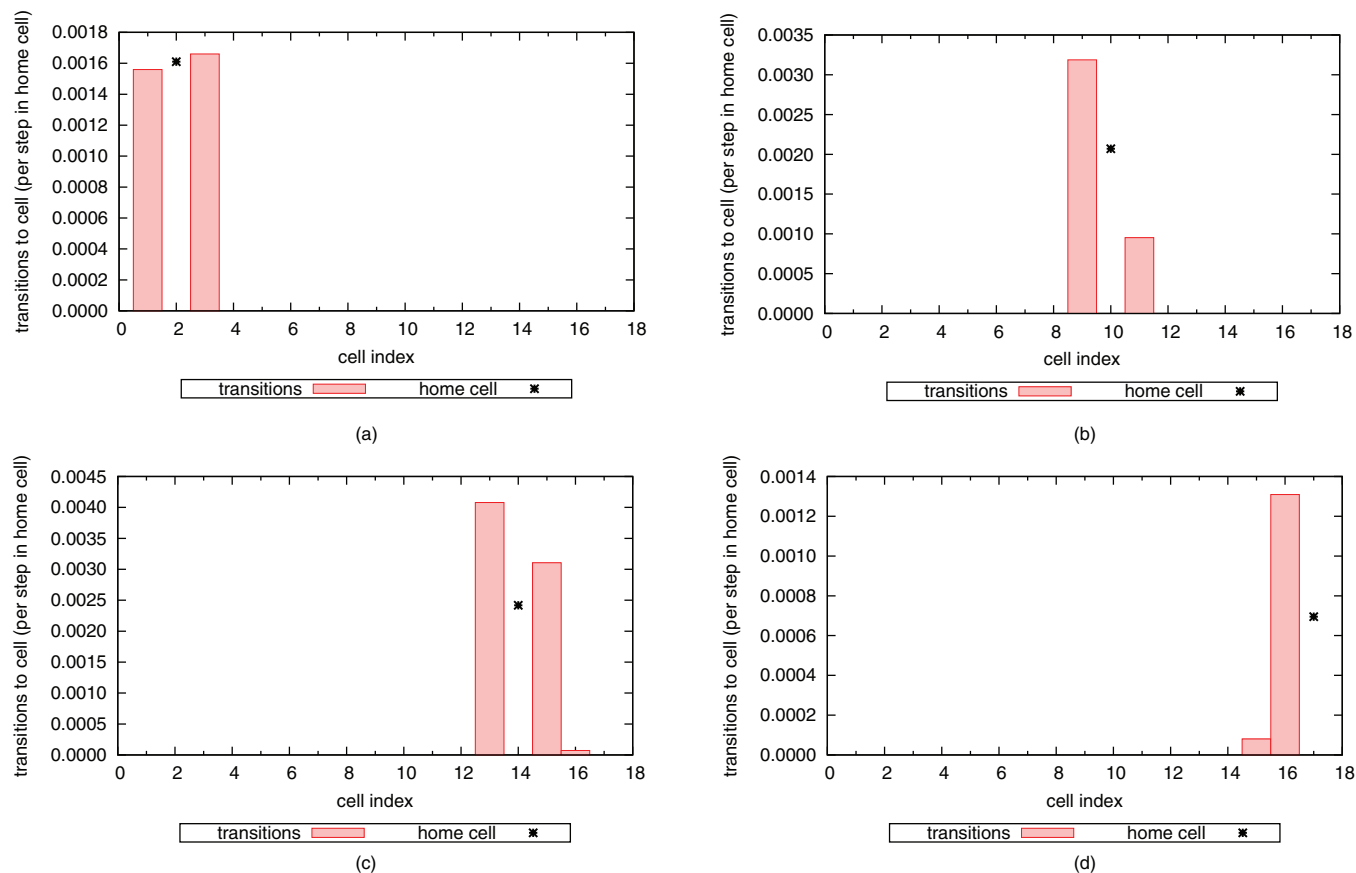 transitions to cell (per step in home cell)
0.0018
0.0016
0.0014
0.0012
0.0010
0.0008
0.0006
0.0004
0.0002
0.0000
0 2 4 6 8 10 12 14 16 18
cell index
transitions home cell
(a)
transitions to cell (per step in home cell)
0.0035
0.0030
0.0025
0.0020
0.0015
0.0010
0.0005
0.0000
0 2 4 6 8 10 12 14 16 18
cell index
transitions home cell
(b)
transitions to cell (per step in home cell)
0.0045
0.0040
0.0035
0.0030
0.0025
0.0020
0.0015
0.0010
0.0005
0.0000
0 2 4 6 8 10 12 14 16 18
cell index
transitions home cell
(c)
transitions to cell (per step in home cell)
0.0014
0.0012
0.0010
0.0008
0.0006
0.0004
0.0002
0.0000
0 2 4 6 8 10 12 14 16 18
cell index
transitions home cell
(d)